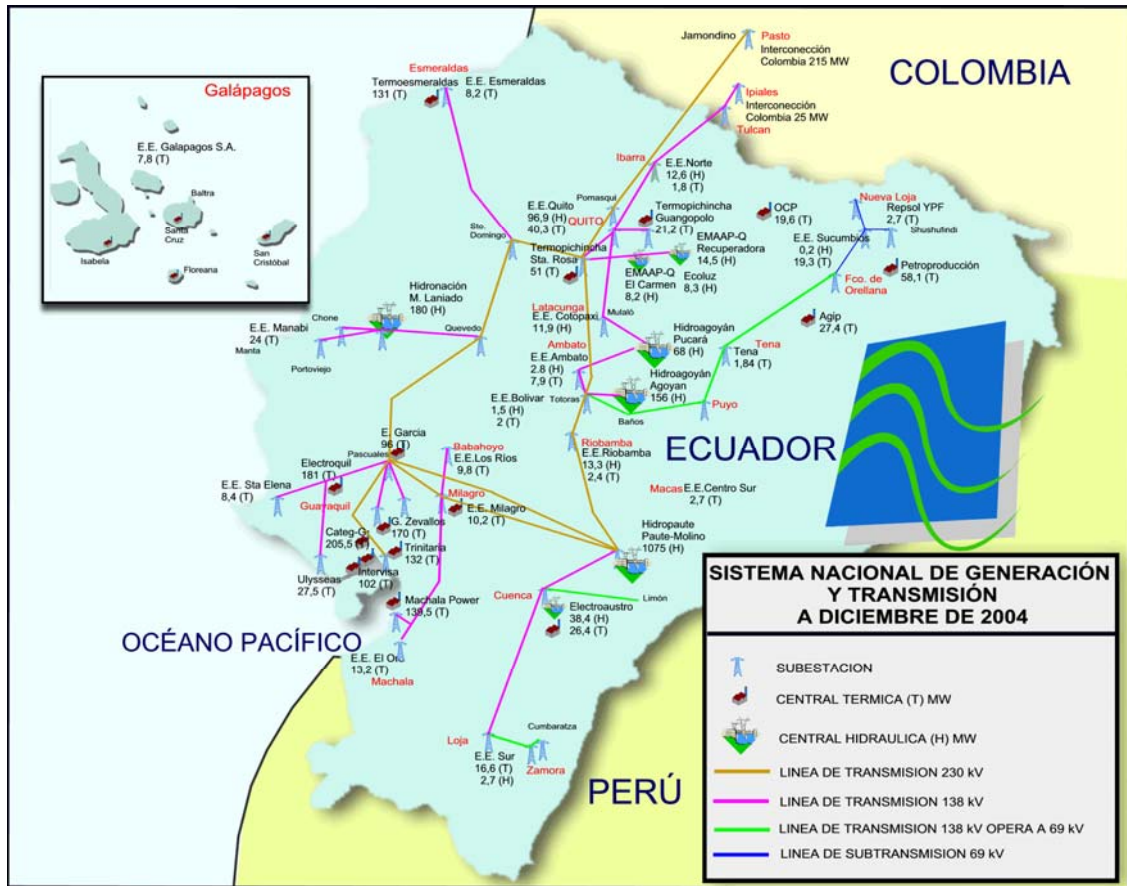 Galápagos
E.E. Galapagos S.A.
7,8 (T)
Baltra
Santa
Cruz
Isabela
San
Cristóbal
Floreana
Jamondino
Pasto
Interconección
Colombia 215 MW
COLOMBIA
Esmeraldas
Termoesmeraldas
131 (T)
E.E. Esmeraldas
8,2 (T)
Ipiales
Interconección
Colombia 25 MW
Tulcan
Ibarra
E.E.Norte
12,6 (H)
1,8 (T)
Pomasqui
E.E.Quito
96,9 (H)
40,3 (T)
QUITO
Termopichincha
Guangopolo
21,2 (T)
OCP
19,6 (T)
Nueva Loja
Repsol YPF
2,7 (T)
Shushufindi
E.E. Sucumbios
0,2 (H)
19,3 (T)
Petroproducción
58,1 (T)
Fco. de
Orellana
Agip
27,4 (T)
Sto.
Domingo
Termopichincha
Sta. Rosa
51 (T)
EMAAP-Q
Recuperadora
14,5 (H)
EMAAP-Q
El Carmen
8,2 (H)
Ecoluz
8,3 (H)
Latacunga
E.E. Cotopaxi.
11,9 (H)
Mulaló
Hidronación
M. Laniado
180 (H)
Chone
E.E. Manabi
24 (T)
Manta
Portoviejo
Quevedo
Ambato
E.E.Ambato
2.8 (H)
7,9 (T)
Hidroagoyán
Pucará
68 (H)
Hidroagoyán
Agoyan
156 (H)
Tena
Tena
1,84 (T)
Puyo
E.E.Bolivar
1,5 (H)
2 (T)
Totoras
Baños
ECUADOR
Riobamba
E.E.Riobamba
13,3 (H)
2,4 (T)
Macas
E.E.Centro Sur
2,7 (T)
E. Garcia
96 (T)
Pascuales
Babahoyo
E.E.Los Ríos
9,8 (T)
Electroquil
181 (T)
E.E. Sta Elena
8,4 (T)
Guayaquil
Milagro
E.E. Milagro
10,2 (T)
G. Zevallos
170 (T)
Categ-G.
205,5 (T)
Trinitaria
132 (T)
Ulysseas
27,5 (T)
Intervisa
102 (T)
Machala Power
139,5 (T)
Hidropaute
Paute-Molino
1075 (H)
Cuenca
Limón
Electroaustro
38,4 (H)
26,4 (T)
OCÉANO PACÍFICO
E.E. El Oro
13,2 (T)
Machala
Loja
E.E. Sur
16,6 (T)
2,7 (H)
Cumbaratza
Zamora
PERÚ
SISTEMA NACIONAL DE GENERACIÓN
Y TRANSMISIÓN
A DICIEMBRE DE 2004
SUBESTACION
CENTRAL TERMICA (T) MW
CENTRAL HIDRAULICA (H) MW
LINEA DE TRANSMISION 230 kV
LINEA DE TRANSMISION 138 kV
LINEA DE TRANSMISION 138 kV OPERA A 69 kV
LINEA DE SUBTRANSMISION 69 kV